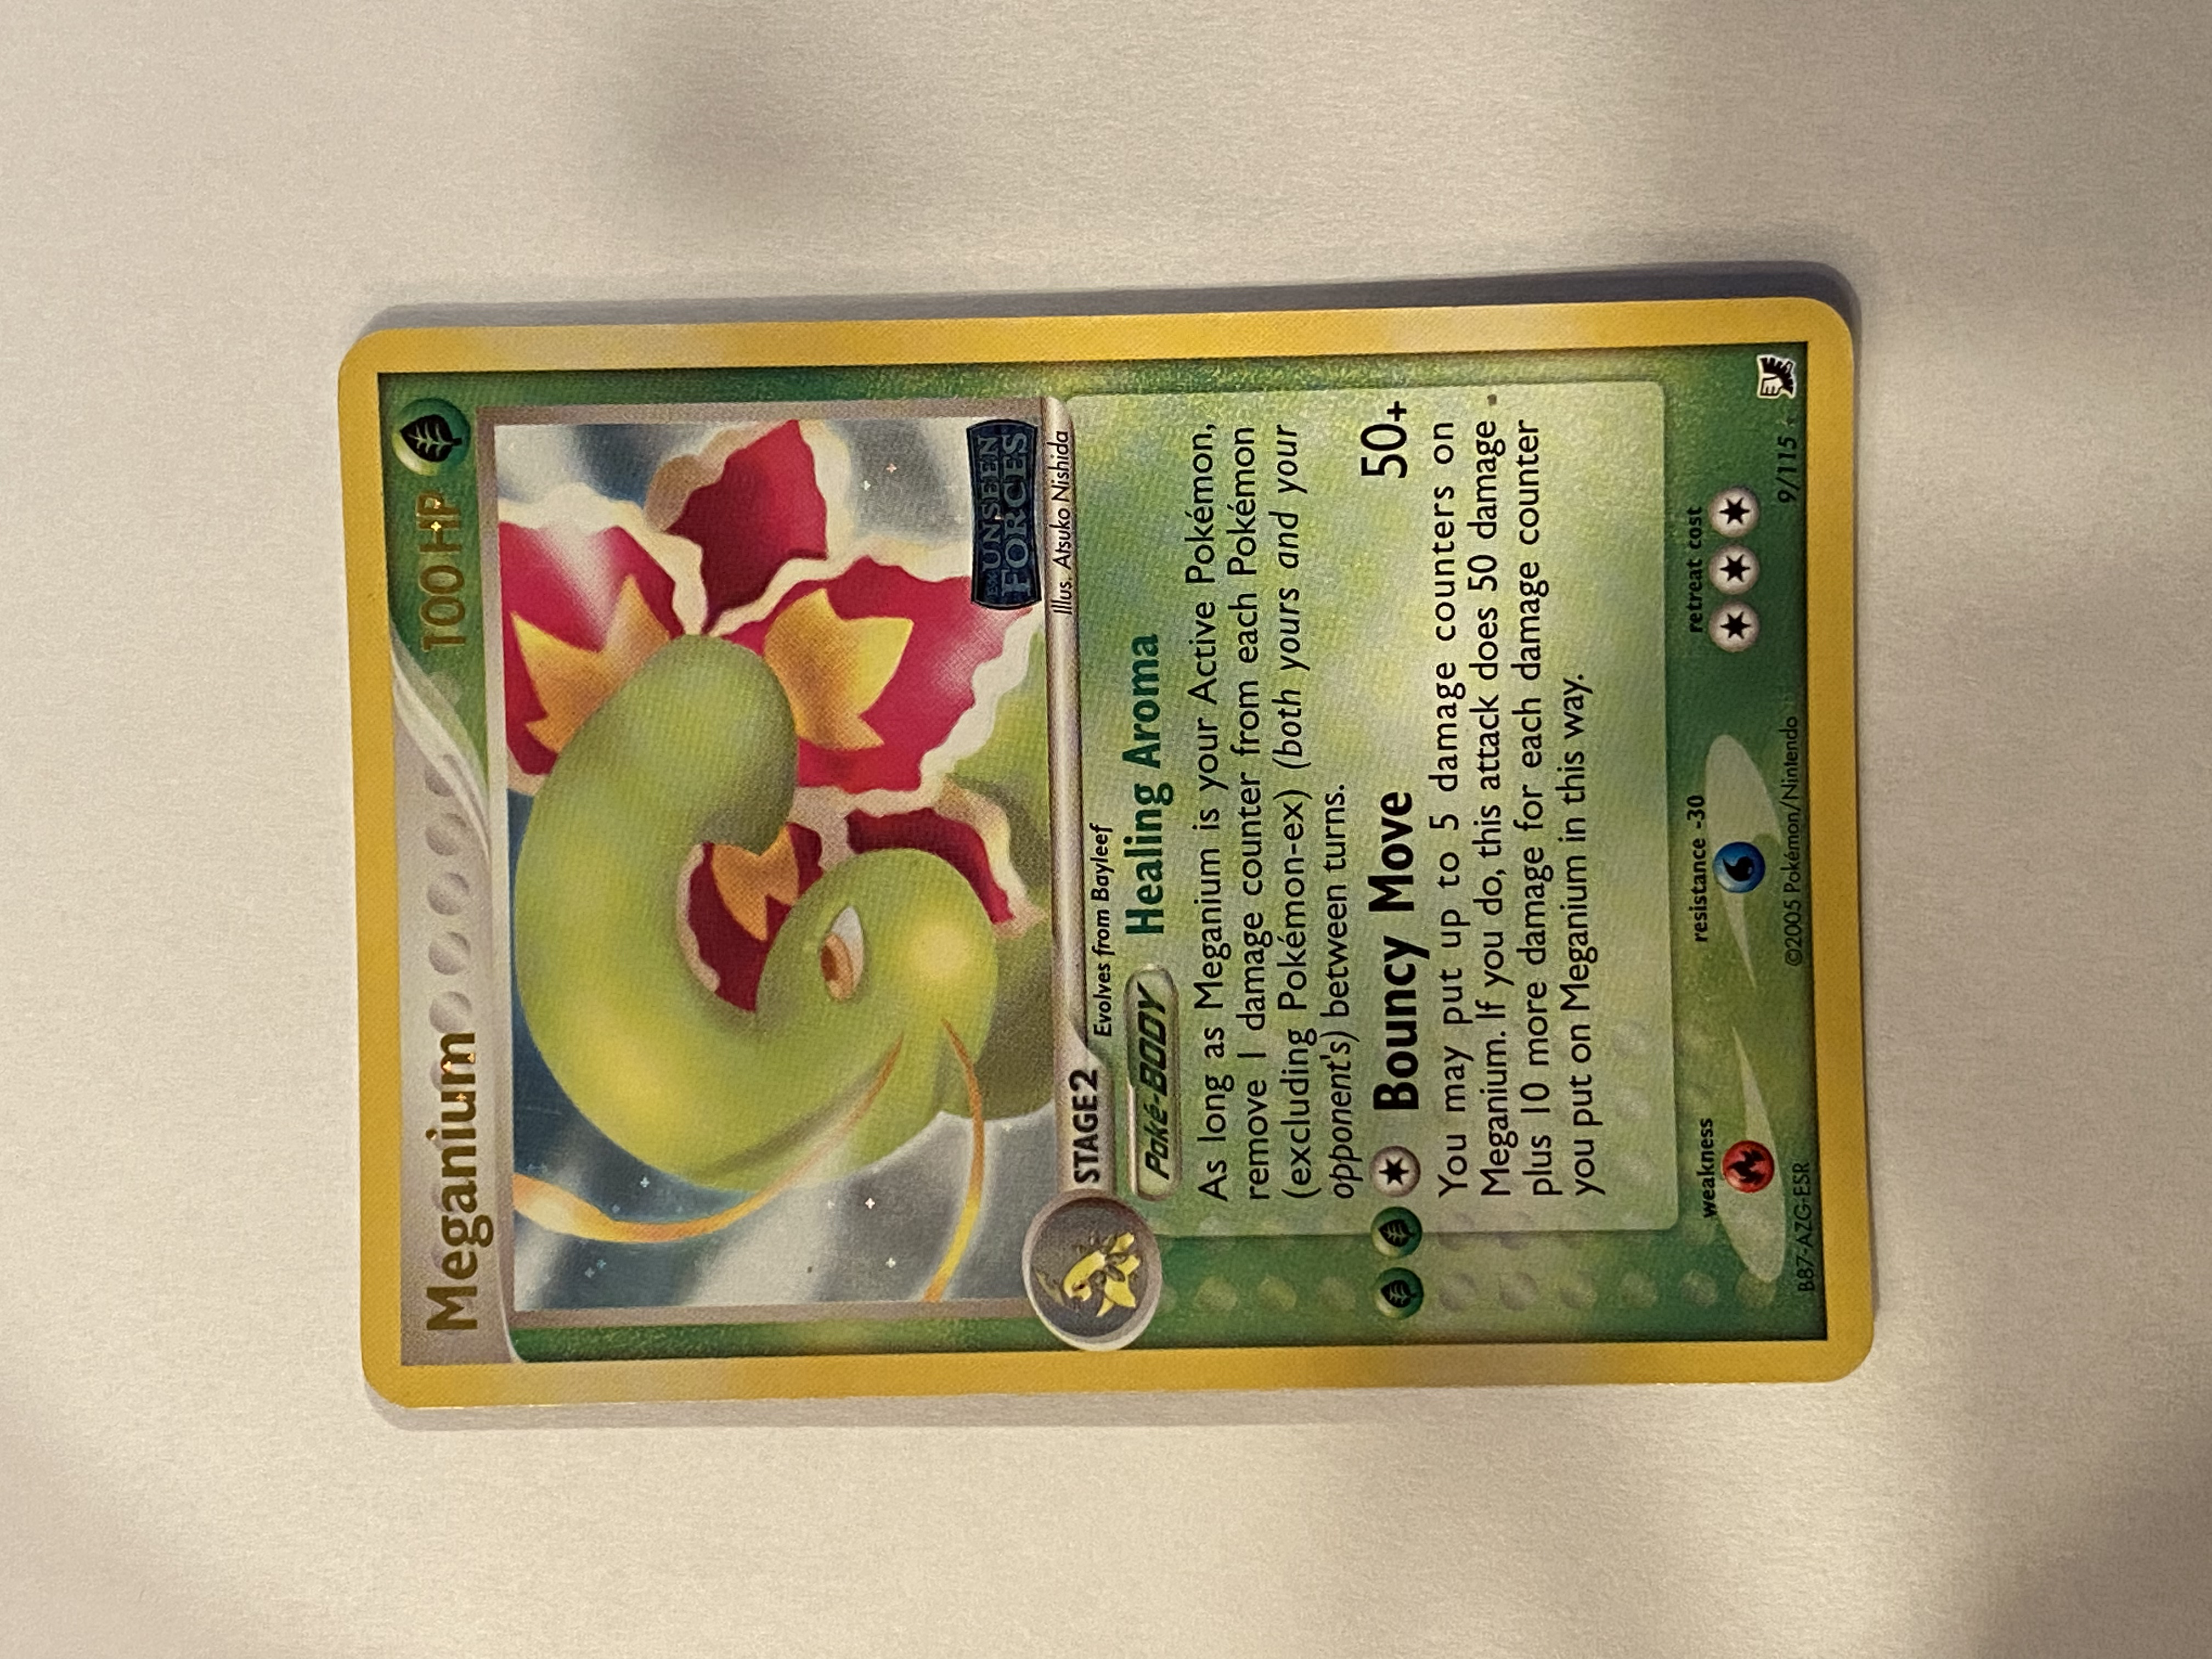 Meganium 100 HP
EX UNSEEN
FORCES
Illus. Atsuko Nishida
STAGE2
Evolves from Bayleef
Poké-BODY Healing Aroma
As long as Meganium is your Active Pokémon,
remove 1 damage counter from each Pokémon
(excluding Pokémon-ex) (both yours and your
opponent's) between turns.
Bouncy Move 50+
You may put up to 5 damage counters on
Meganium. If you do, this attack does 50 damage
plus 10 more damage for each damage counter
you put on Meganium in this way.
weakness resistance -30 retreat cost
B87-AZG-ESR ©2005 Pokémon/Nintendo 9/115 ★